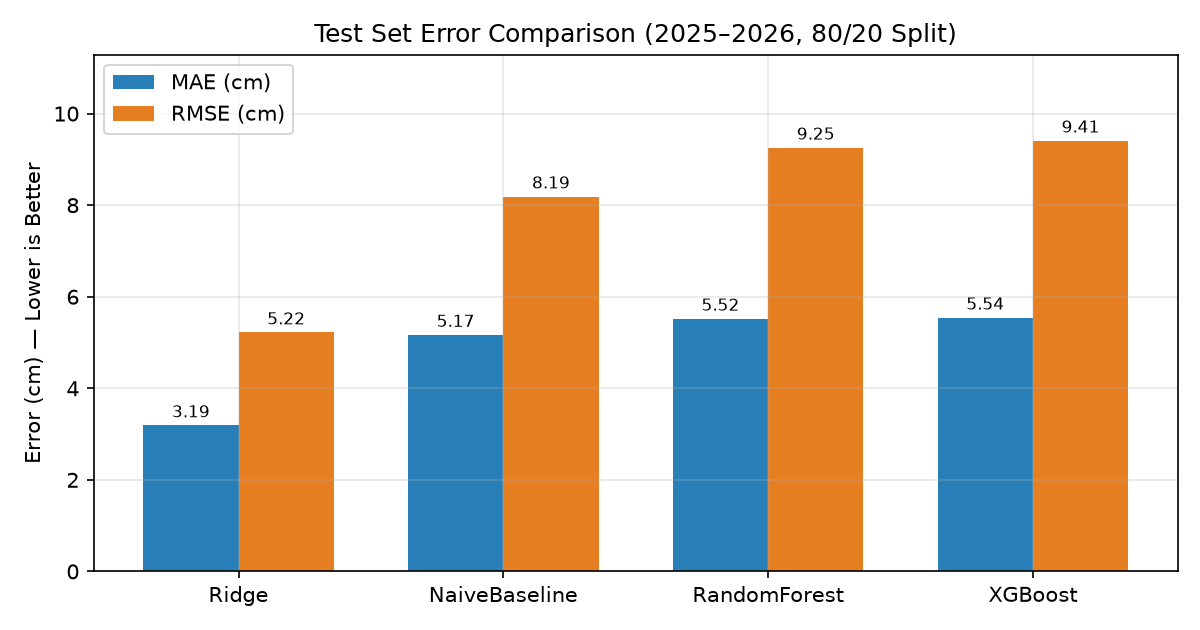 Test Set Error Comparison (2025–2026, 80/20 Split)
MAE (cm)
RMSE (cm)
Error (cm) — Lower is Better
10
8
6
4
2
0
3.19
5.22
5.17
8.19
5.52
9.25
5.54
9.41
Ridge
NaiveBaseline
RandomForest
XGBoost